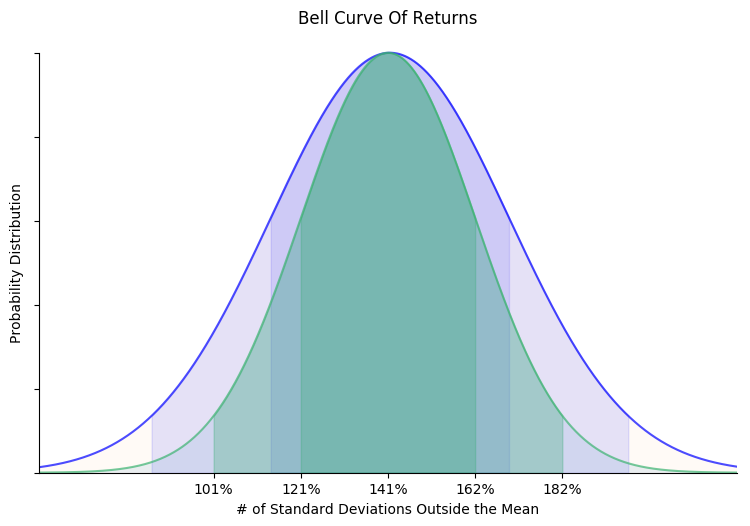 Bell Curve Of Returns
Probability Distribution
101% 121% 141% 162% 182%
# of Standard Deviations Outside the Mean